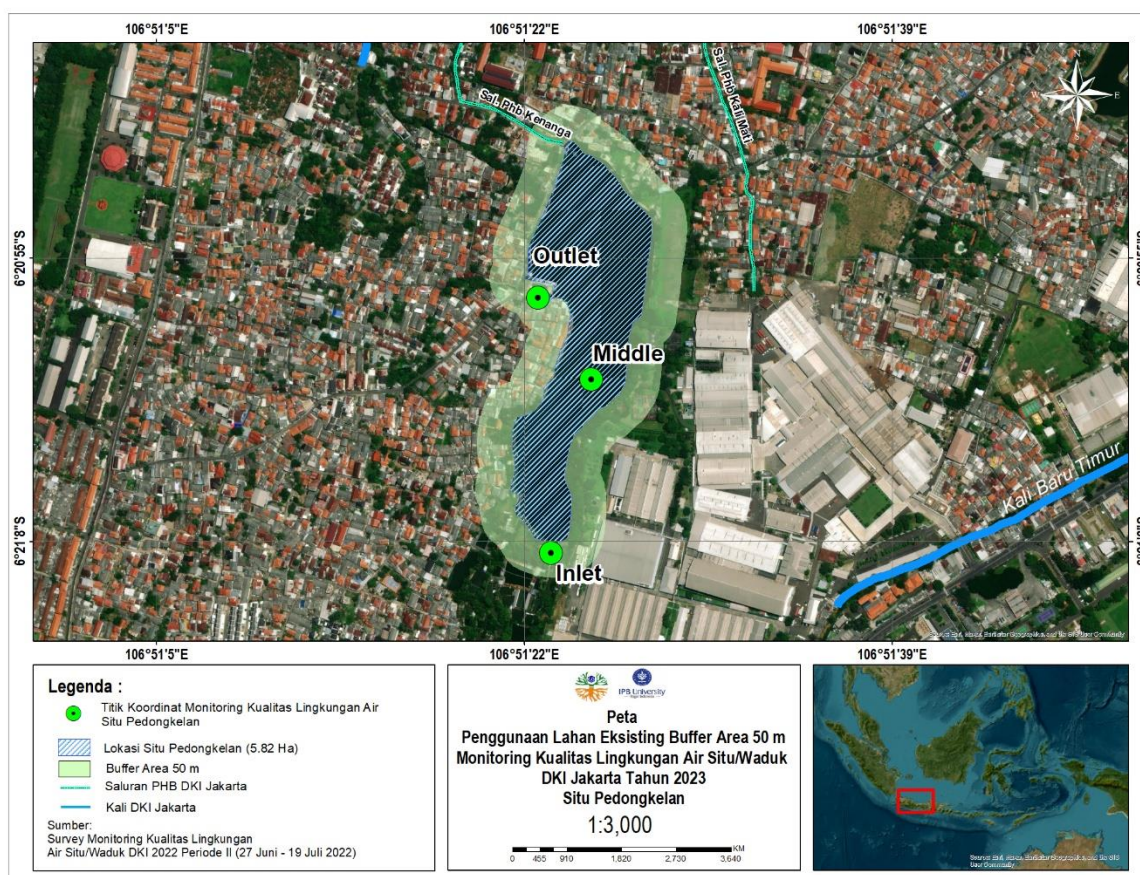 106°51'5"E 106°51'22"E 106°51'39"E
N
W E
S
Sal. Phb Kenanga
Sal. Phb Kali Mati
6°20'55"S
6°20'55"S
Outlet
Middle
Kali Baru Timur
6°21'8"S
Inlet
106°51'5"E 106°51'22"E 106°51'39"E
Legenda :
Titik Koordinat Monitoring Kualitas Lingkungan Air
Situ Pedongkelan
Lokasi Situ Pedongkelan (5.82 Ha)
Buffer Area 50 m
Saluran PHB DKI Jakarta
Kali DKI Jakarta
Sumber:
Survey Monitoring Kualitas Lingkungan
Air Situ/Waduk DKI 2022 Periode II (27 Juni - 19 Juli 2022)
IPB University
Peta
Penggunaan Lahan Eksisting Buffer Area 50 m
Monitoring Kualitas Lingkungan Air Situ/Waduk
DKI Jakarta Tahun 2023
Situ Pedongkelan
1:3,000
KM
0 455 910 1,820 2,730 3,640